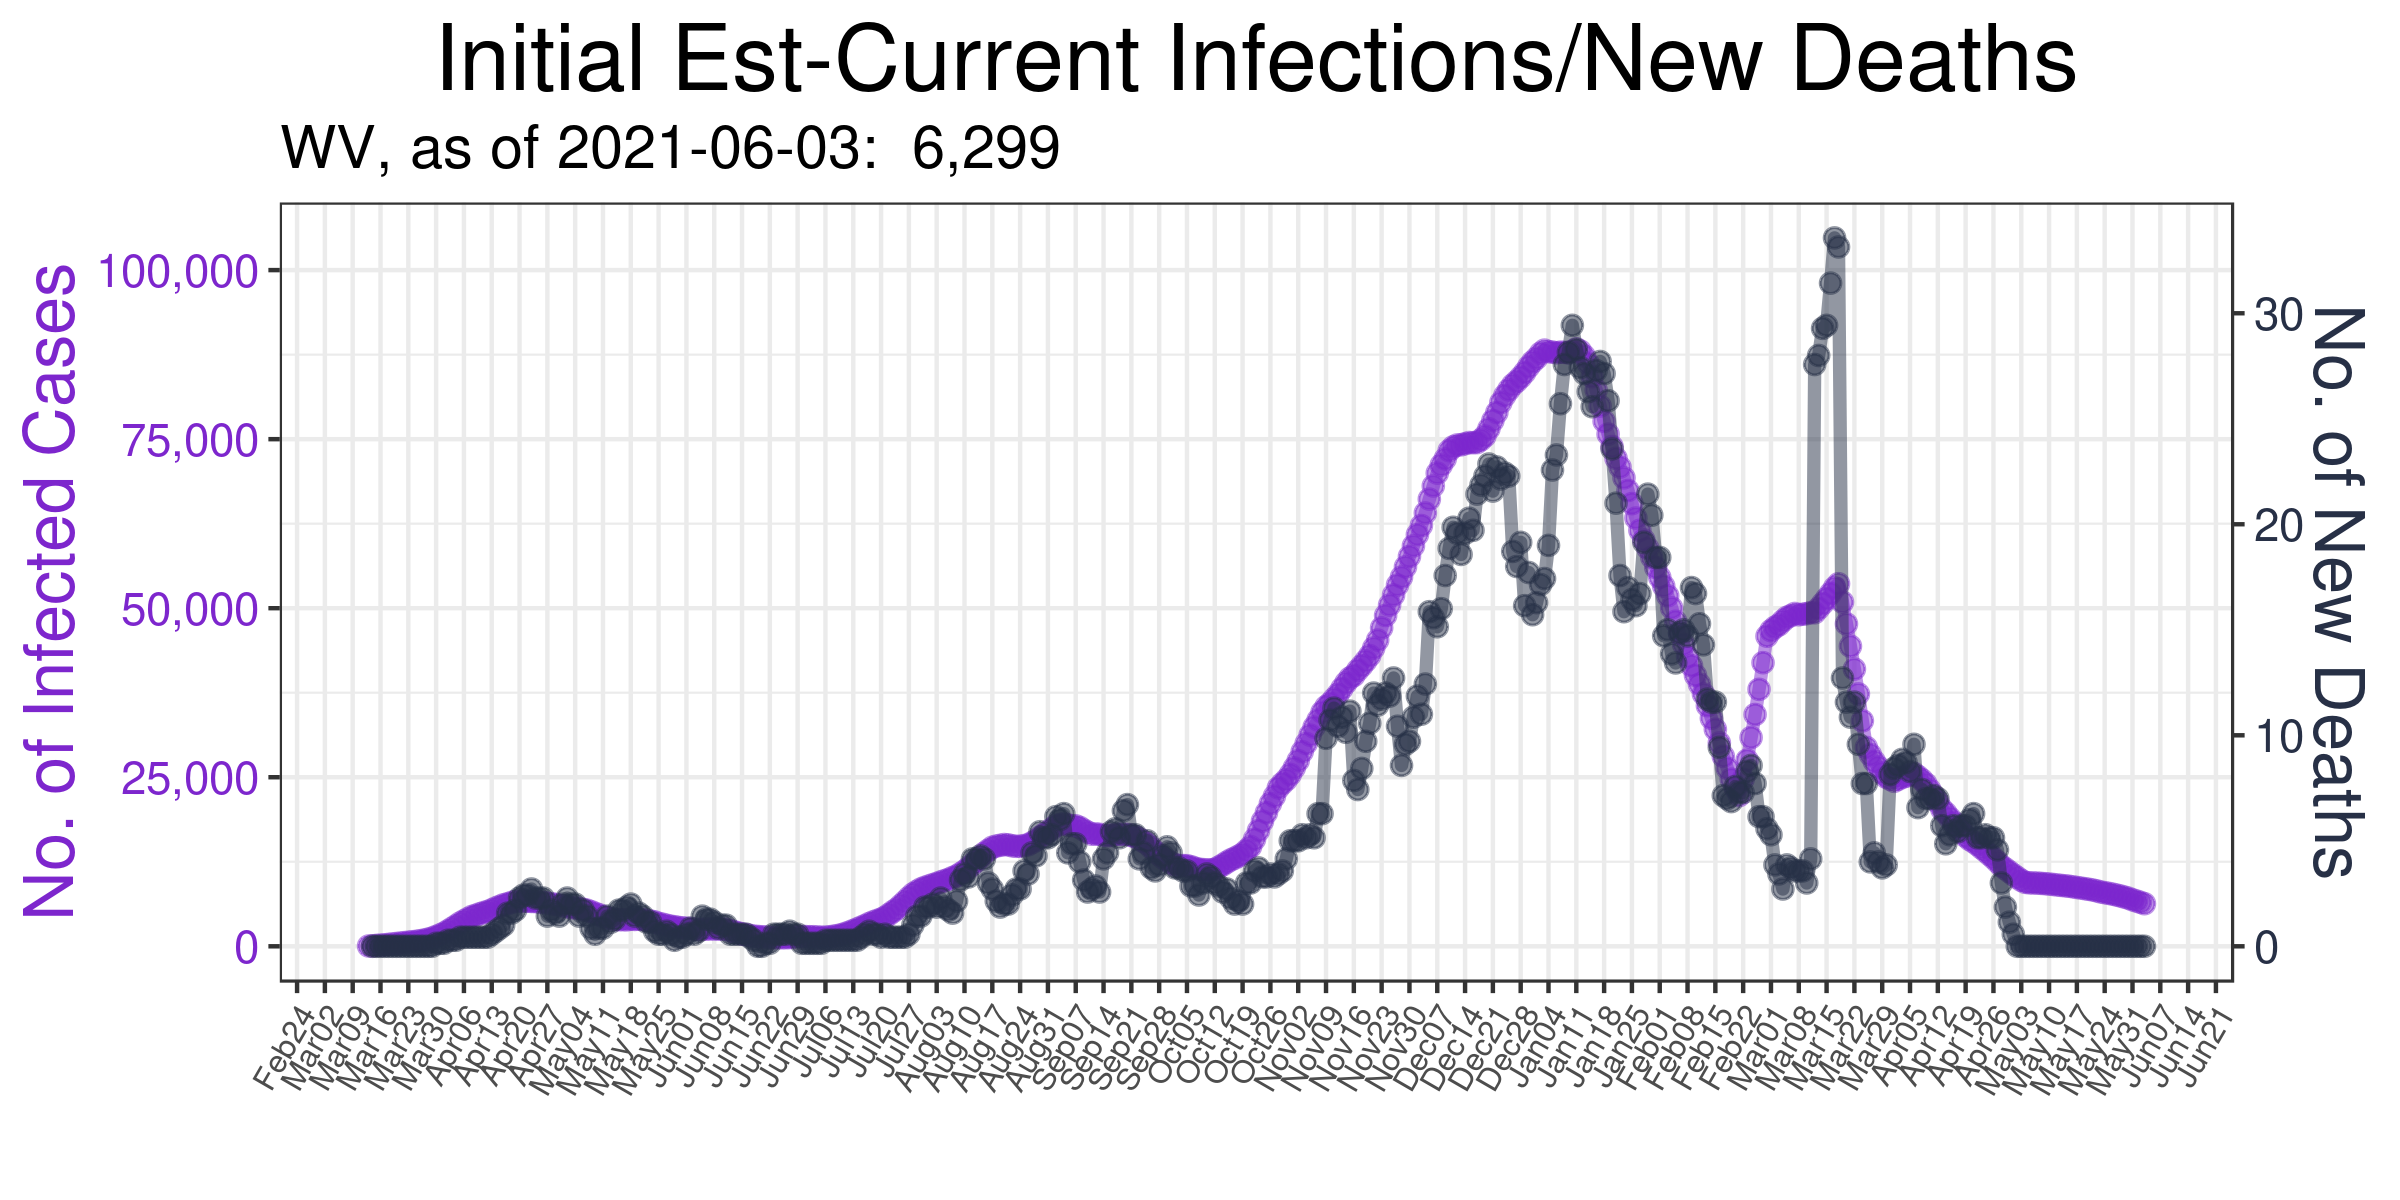 Initial Est-Current Infections/New Deaths
WV, as of 2021-06-03:  6,299
No. of Infected Cases
100,000
75,000
50,000
25,000
0
30
20
10
0
No. of New Deaths
Feb24
Mar02
Mar09
Mar16
Mar23
Mar30
Apr06
Apr13
Apr20
Apr27
May04
May11
May18
May25
Jun01
Jun08
Jun15
Jun22
Jun29
Jul06
Jul13
Jul20
Jul27
Aug03
Aug10
Aug17
Aug24
Aug31
Sep07
Sep14
Sep21
Sep28
Oct05
Oct12
Oct19
Oct26
Nov02
Nov09
Nov16
Nov23
Nov30
Dec07
Dec14
Dec21
Dec28
Jan04
Jan11
Jan18
Jan25
Feb01
Feb08
Feb15
Feb22
Mar01
Mar08
Mar15
Mar22
Mar29
Apr05
Apr12
Apr19
Apr26
May03
May10
May17
May24
May31
Jun07
Jun14
Jun21